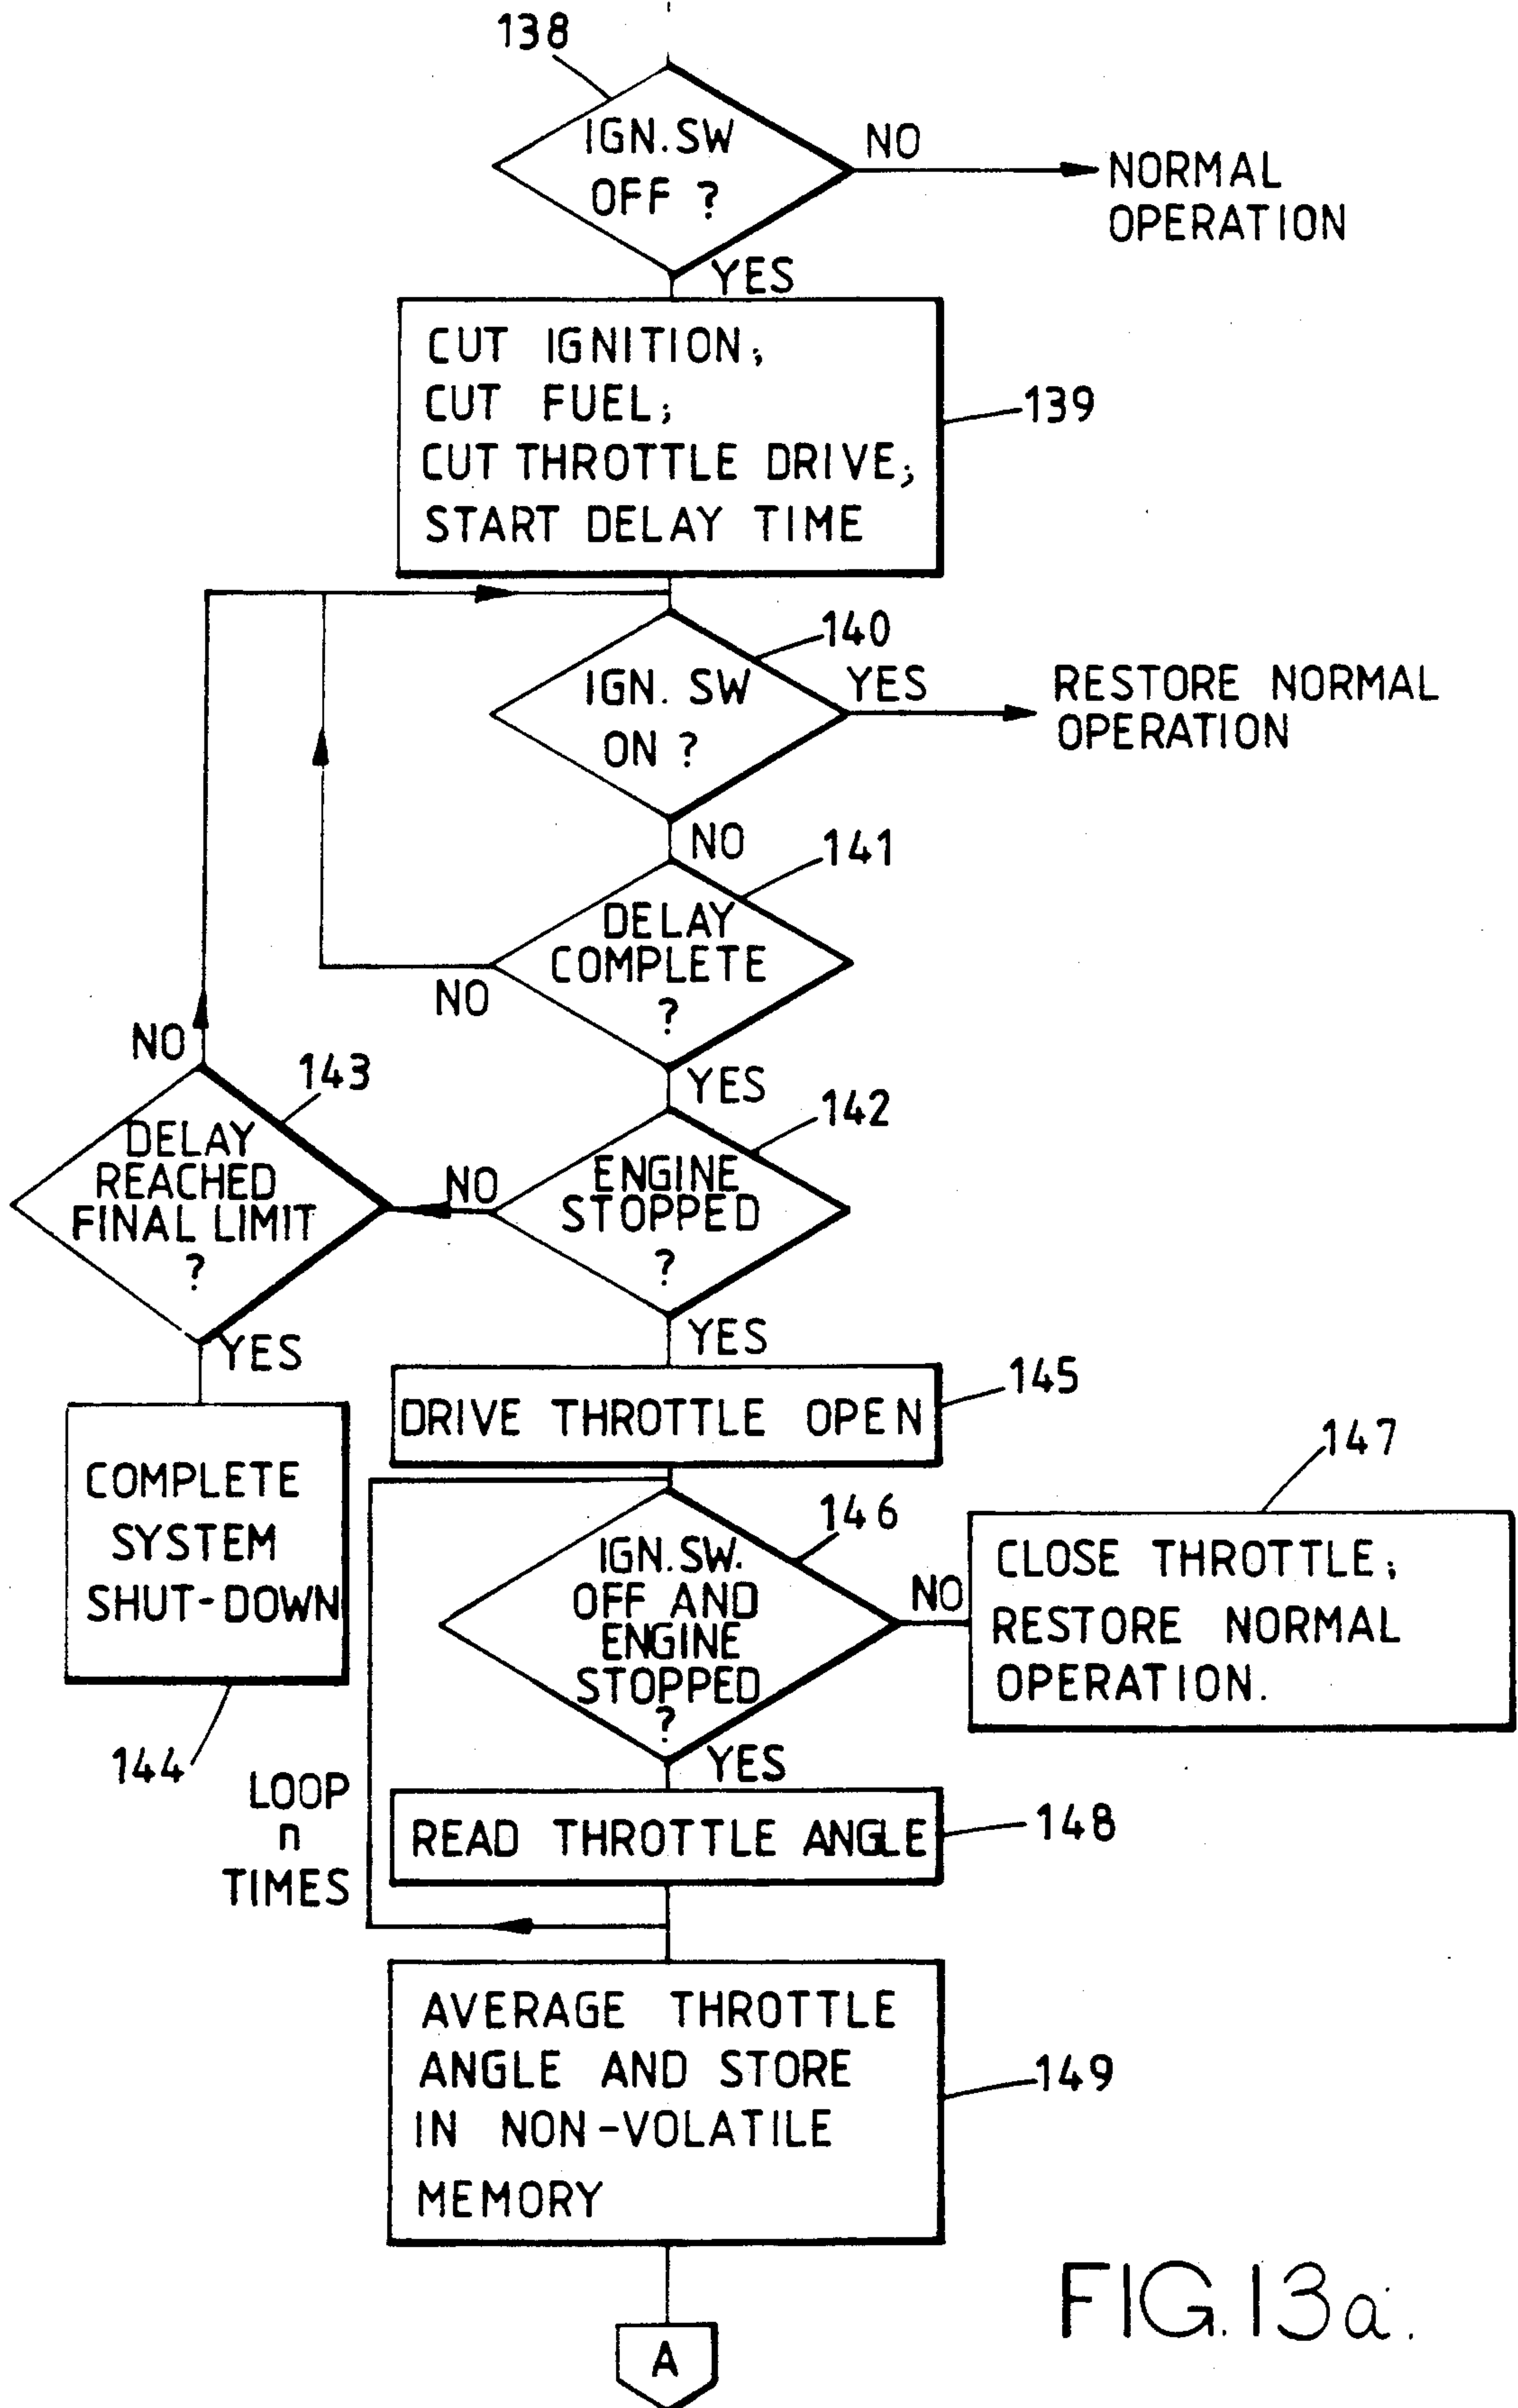 138
IGN. SW
OFF ?
NO
NORMAL
OPERATION
YES
CUT IGNITION;
CUT FUEL;
CUT THROTTLE DRIVE;
START DELAY TIME
139
140
IGN. SW
ON ?
YES
RESTORE NORMAL
OPERATION
NO
141
DELAY
COMPLETE
?
NO
YES
NO
143
DELAY
REACHED
FINAL LIMIT
?
142
ENGINE
STOPPED
?
NO
YES
YES
COMPLETE
SYSTEM
SHUT-DOWN
144
DRIVE THROTTLE OPEN
145
146
IGN. SW.
OFF AND
ENGINE
STOPPED
?
NO
147
CLOSE THROTTLE;
RESTORE NORMAL
OPERATION.
YES
LOOP
n
TIMES
READ THROTTLE ANGLE
148
AVERAGE THROTTLE
ANGLE AND STORE
IN NON-VOLATILE
MEMORY
149
A
FIG. 13a.